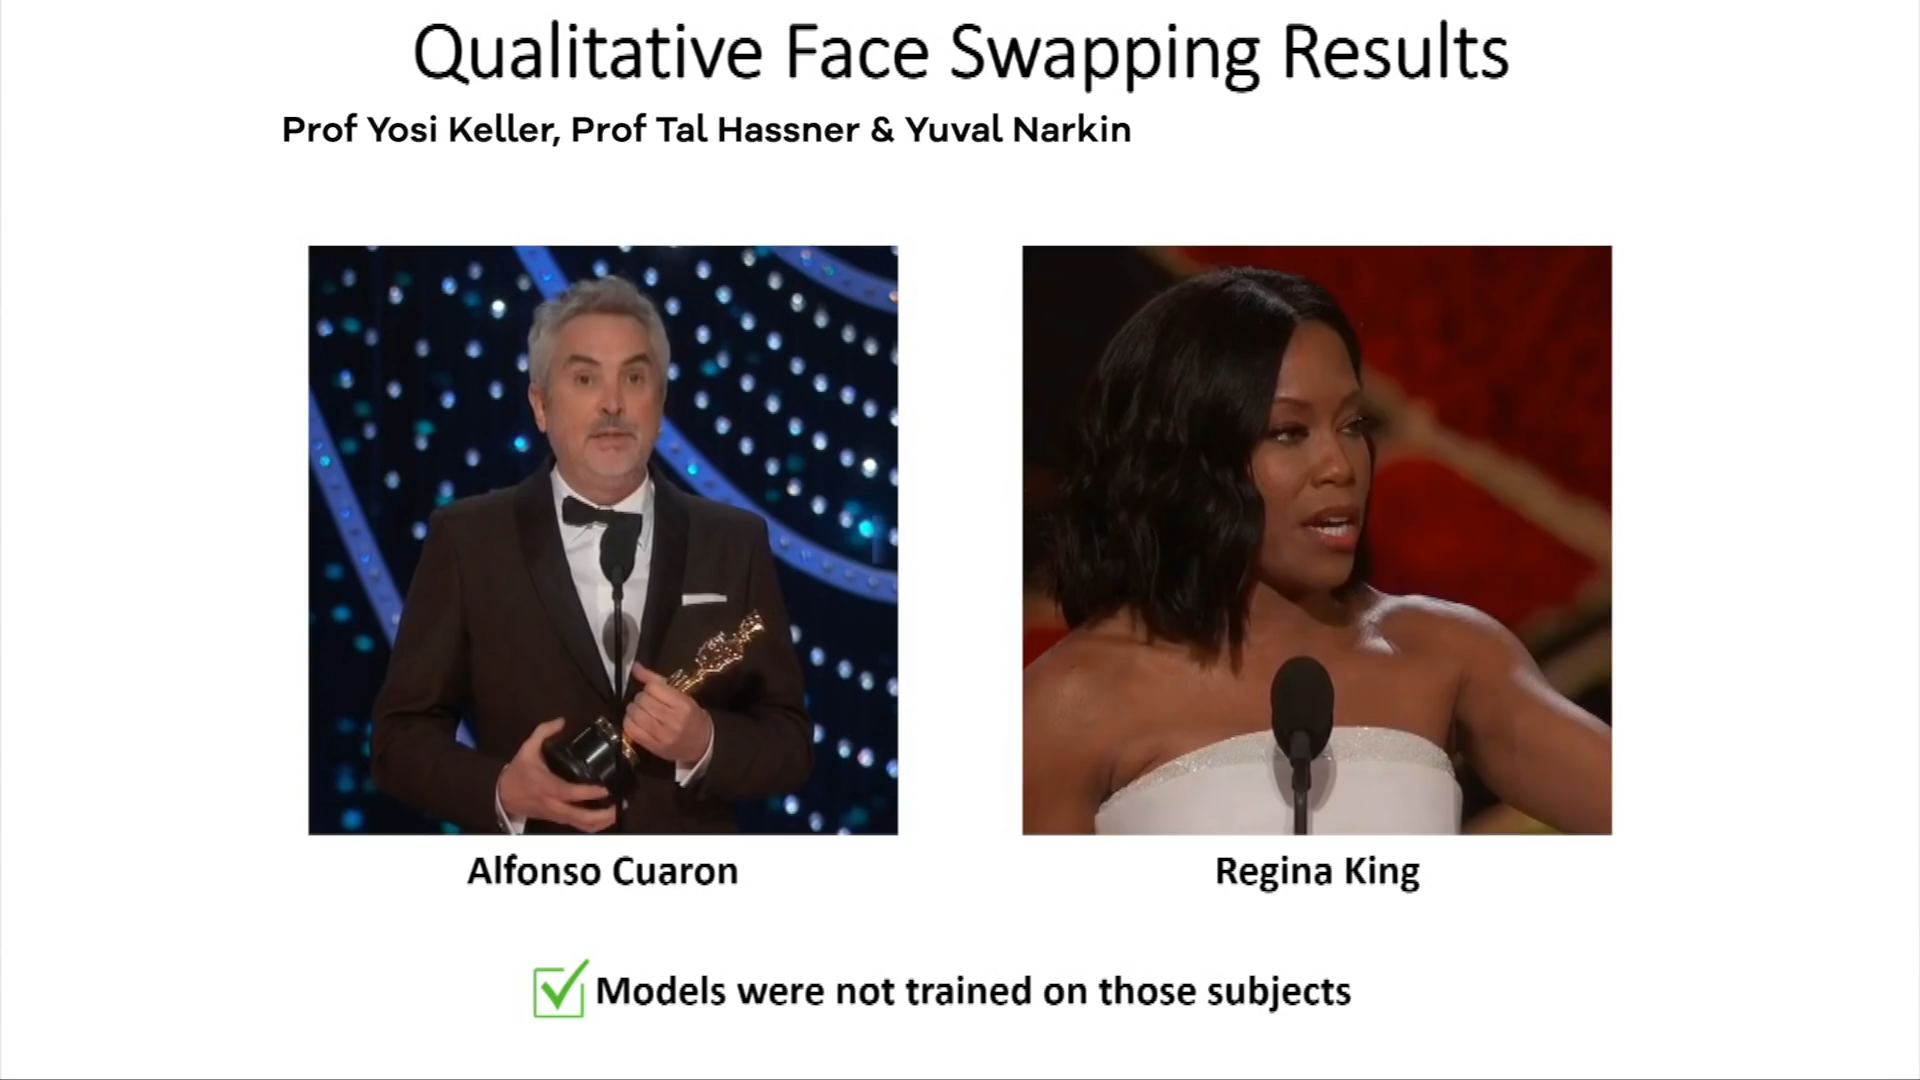 Qualitative Face Swapping Results
Prof Yosi Keller, Prof Tal Hassner & Yuval Narkin
Alfonso Cuaron
Regina King
Models were not trained on those subjects